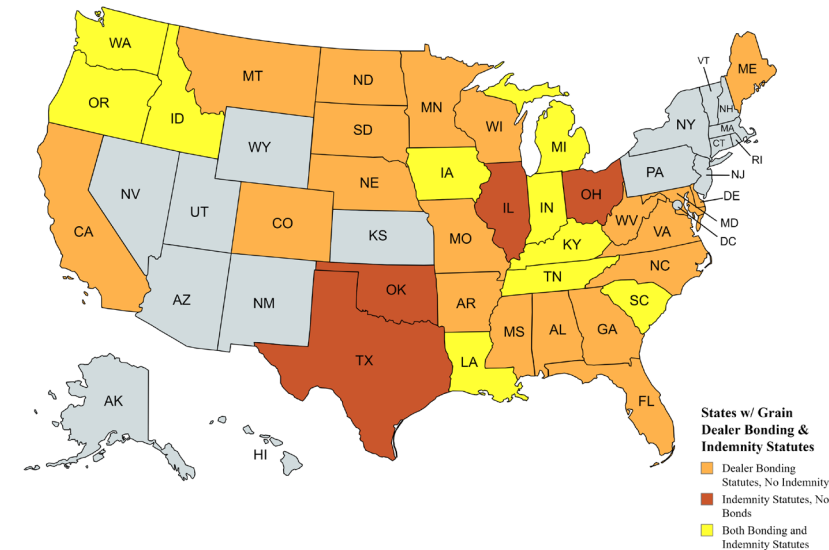 WA
OR
ID
MT
ND
MN
SD
WI
MI
VT
ME
NH
NY
MA
CT
RI
PA
NJ
DE
MD
DC
WY
NV
UT
CA
CO
NE
IA
KS
MO
IL
IN
OH
WV
VA
KY
TN
NC
SC
AZ
NM
OK
AR
TX
LA
MS
AL
GA
FL
AK
HI
States w/ Grain
Dealer Bonding &
Indemnity Statutes
Dealer Bonding
Statutes, No Indemnity
Indemnity Statutes, No
Bonds
Both Bonding and
Indemnity Statutes